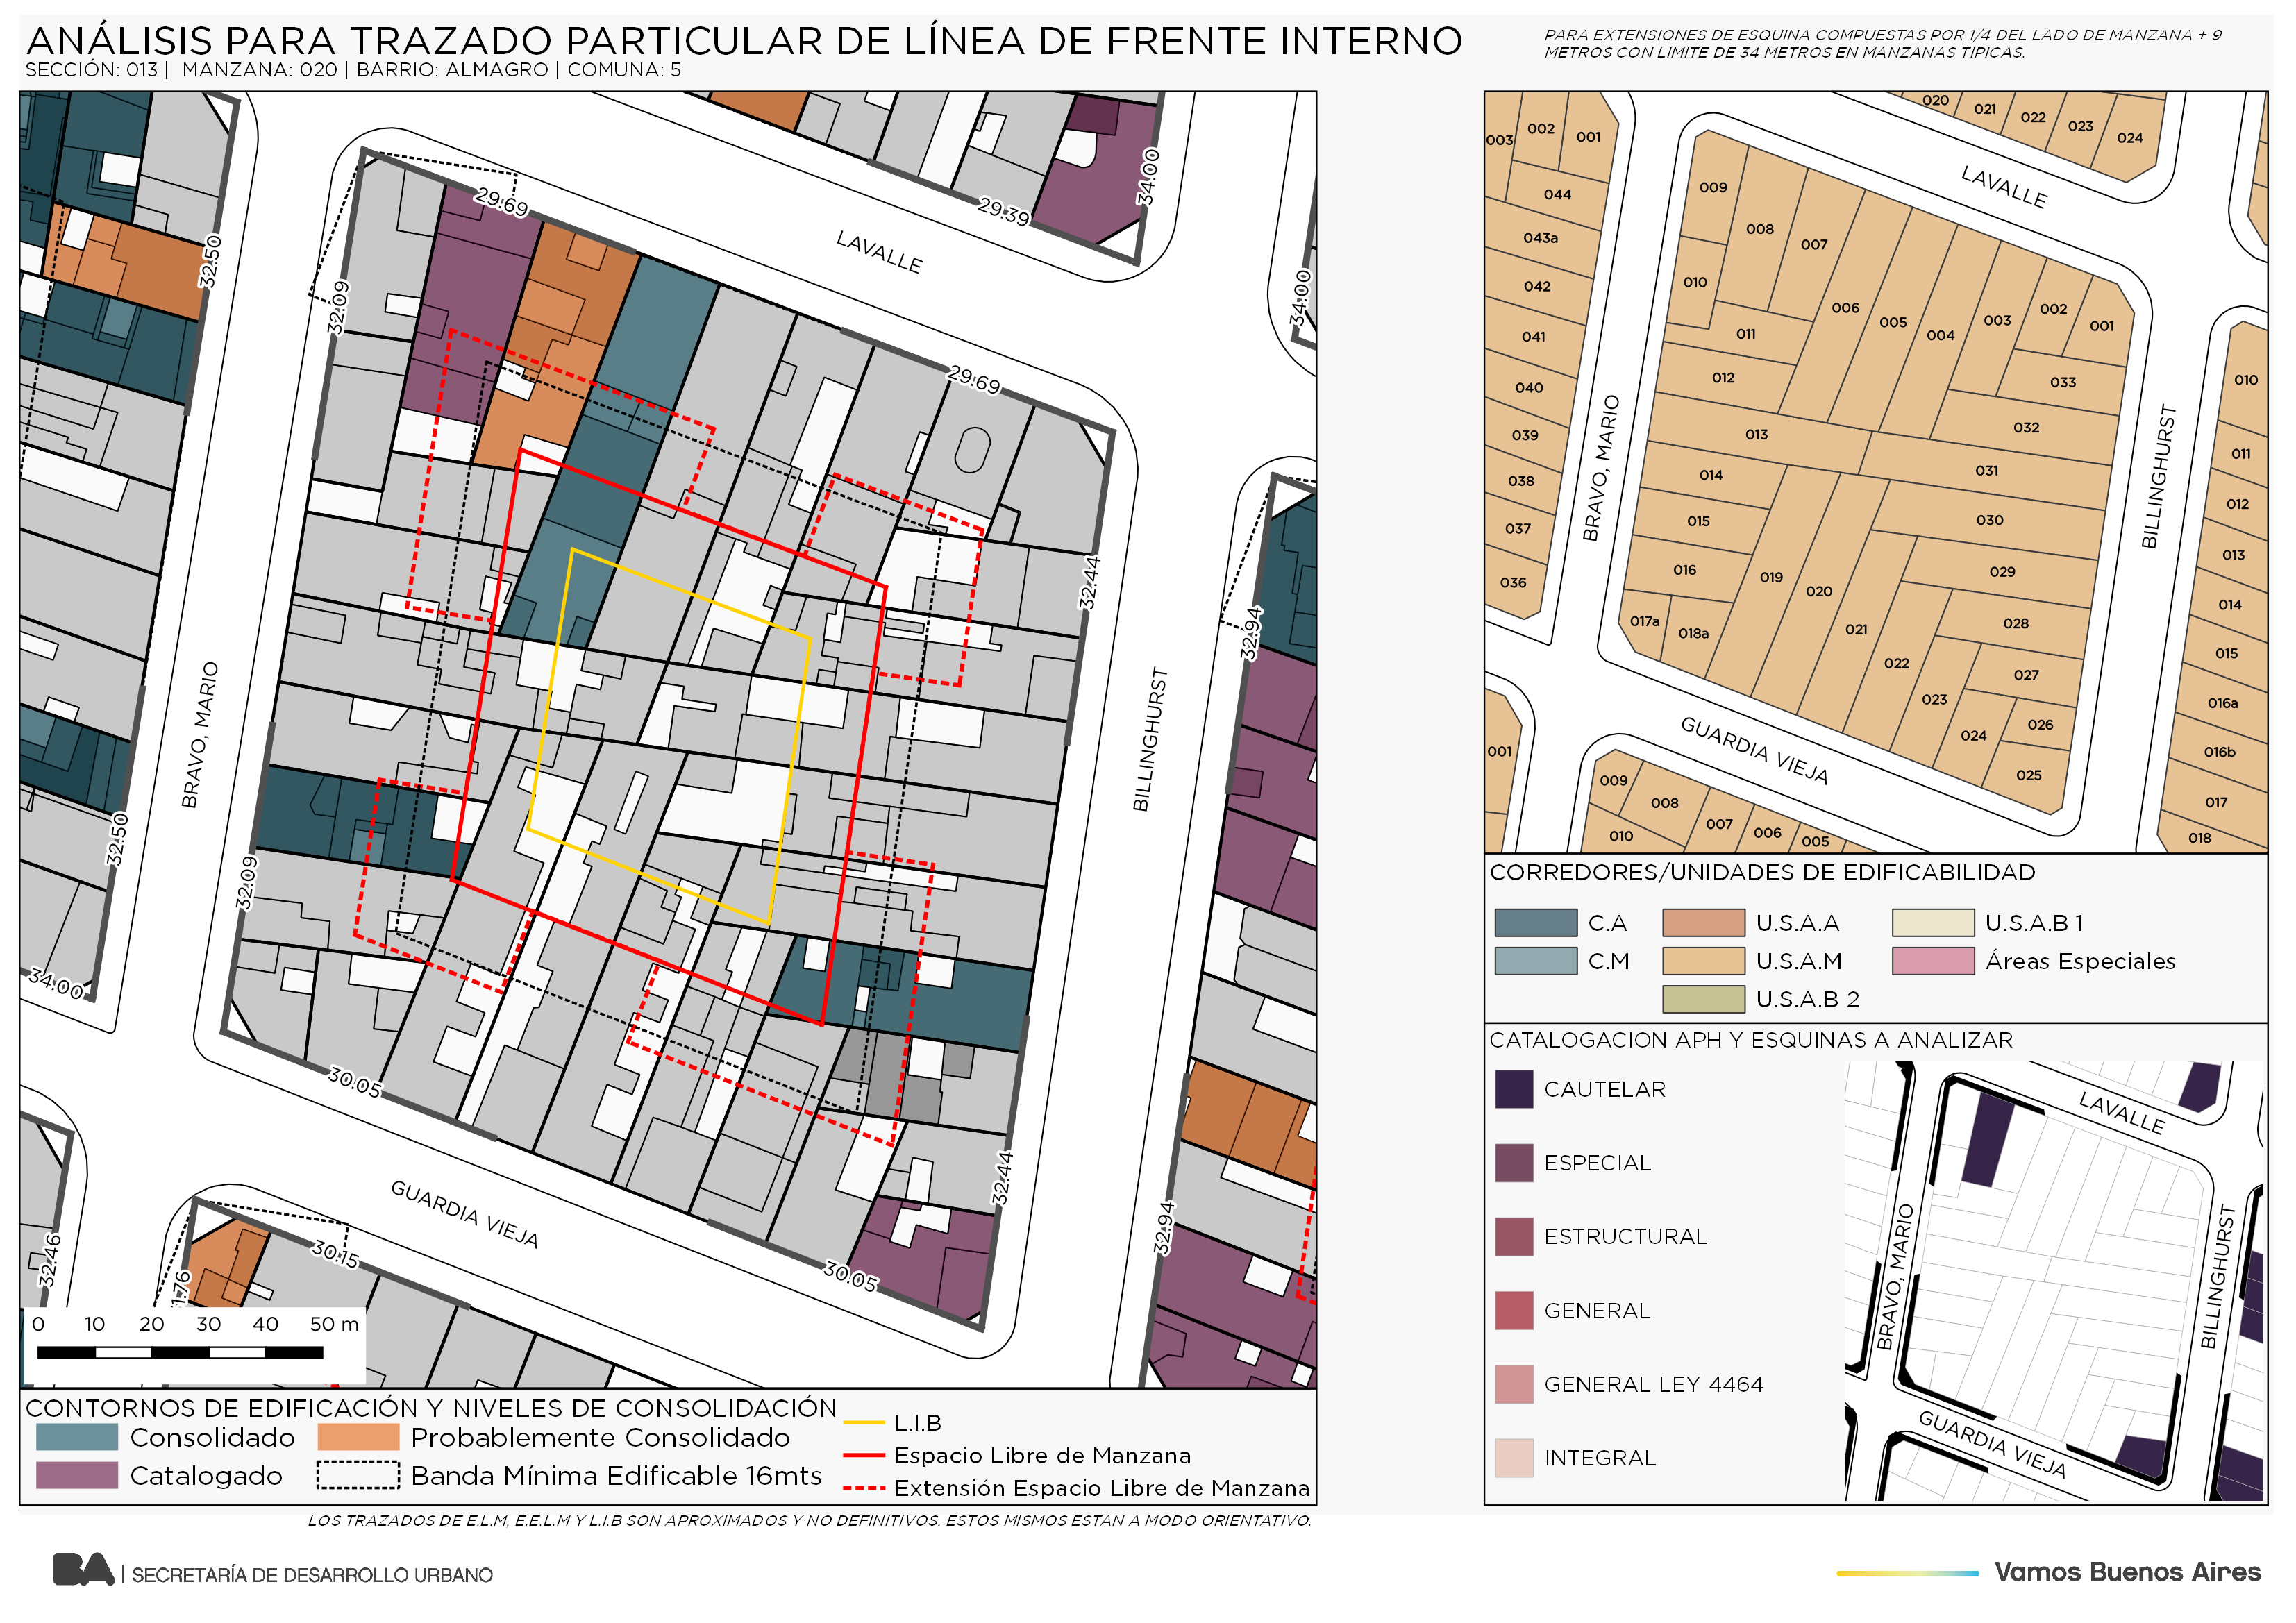 ANÁLISIS PARA TRAZADO PARTICULAR DE LÍNEA DE FRENTE INTERNO
SECCIÓN: 013 | MANZANA: 020 | BARRIO: ALMAGRO | COMUNA: 5
PARA EXTENSIONES DE ESQUINA COMPUESTAS POR 1/4 DEL LADO DE MANZANA + 9
METROS CON LIMITE DE 34 METROS EN MANZANAS TIPICAS.
32.50
29.69
29.39
34.00
LAVALLE
34.00
32.09
29.69
32.44
32.94
BRAVO, MARIO
BILLINGHURST
32.50
32.09
34.00
30.05
32.44
32.94
GUARDIA VIEJA
30.05
30.15
32.46
1.76
0 10 20 30 40 50 m
CONTORNOS DE EDIFICACIÓN Y NIVELES DE CONSOLIDACIÓN
Consolidado
Probablemente Consolidado
Catalogado
Banda Mínima Edificable 16mts
L.I.B
Espacio Libre de Manzana
Extensión Espacio Libre de Manzana
LOS TRAZADOS DE E.L.M, E.E.L.M Y L.I.B SON APROXIMADOS Y NO DEFINITIVOS. ESTOS MISMOS ESTAN A MODO ORIENTATIVO.
003
002
001
044
043a
042
041
040
039
038
037
036
020
021
022
023
024
LAVALLE
009
008
007
010
011
012
006
005
004
003
002
001
033
032
013
031
014
015
016
017a
018a
019
020
021
022
023
024
030
029
028
027
026
025
BRAVO, MARIO
BILLINGHURST
GUARDIA VIEJA
010
011
012
013
014
015
016a
016b
017
018
001
009
008
010
007
006
005
CORREDORES/UNIDADES DE EDIFICABILIDAD
C.A
U.S.A.A
U.S.A.B 1
C.M
U.S.A.M
Áreas Especiales
U.S.A.B 2
CATALOGACION APH Y ESQUINAS A ANALIZAR
CAUTELAR
ESPECIAL
ESTRUCTURAL
GENERAL
GENERAL LEY 4464
INTEGRAL
LAVALLE
BRAVO, MARIO
BILLINGHURST
GUARDIA VIEJA
BA | SECRETARÍA DE DESARROLLO URBANO
Vamos Buenos Aires